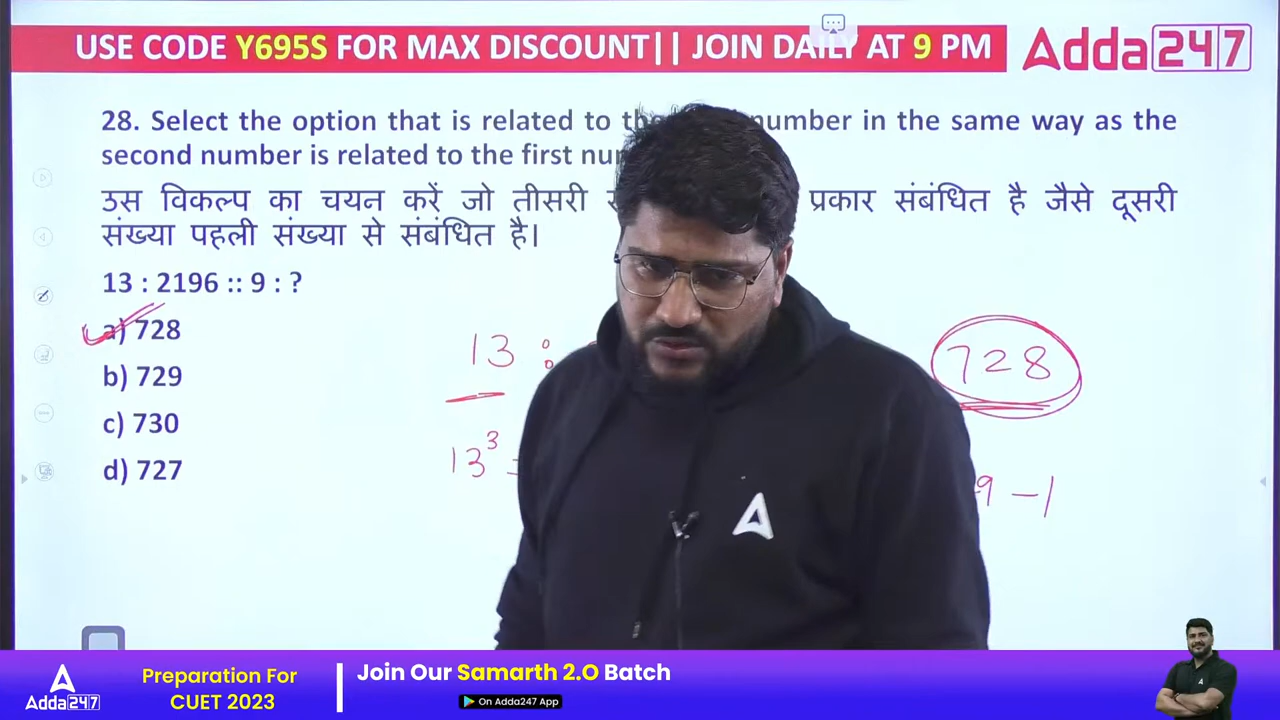 USE CODE Y695S FOR MAX DISCOUNT|| JOIN DAILY AT 9 PM
Adda247
28. Select the option that is related to number in the same way as the
second number is related to the first
उस विकल्प का चयन करें जो तीसरी प्रकार संबंधित है जैसे दूसरी
संख्या पहली संख्या से संबंधित है।
13 : 2196 :: 9 : ?
a) 728
b) 729
c) 730
d) 727
13 :
728
13³ =
9 – 1
Adda247
Preparation For
CUET 2023
Join Our Samarth 2.O Batch
On Adda247 App